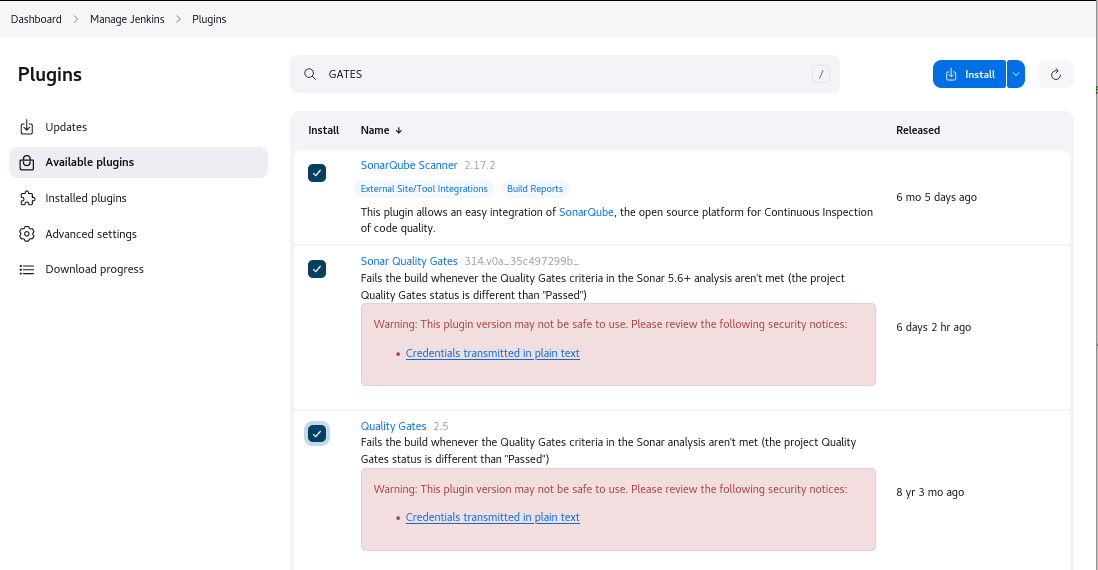 Dashboard > Manage Jenkins > Plugins
Plugins
GATES /
Install
Updates
Available plugins
Installed plugins
Advanced settings
Download progress
Install Name ↓ Released
SonarQube Scanner 2.17.2
External Site/Tool Integrations Build Reports
This plugin allows an easy integration of SonarQube, the open source platform for Continuous Inspection
of code quality.
6 mo 5 days ago
Sonar Quality Gates 314.v0a_35c497299b_
Fails the build whenever the Quality Gates criteria in the Sonar 5.6+ analysis aren't met (the project
Quality Gates status is different than "Passed")
Warning: This plugin version may not be safe to use. Please review the following security notices:
• Credentials transmitted in plain text
6 days 2 hr ago
Quality Gates 2.5
Fails the build whenever the Quality Gates criteria in the Sonar analysis aren't met (the project Quality
Gates status is different than "Passed")
Warning: This plugin version may not be safe to use. Please review the following security notices:
• Credentials transmitted in plain text
8 yr 3 mo ago